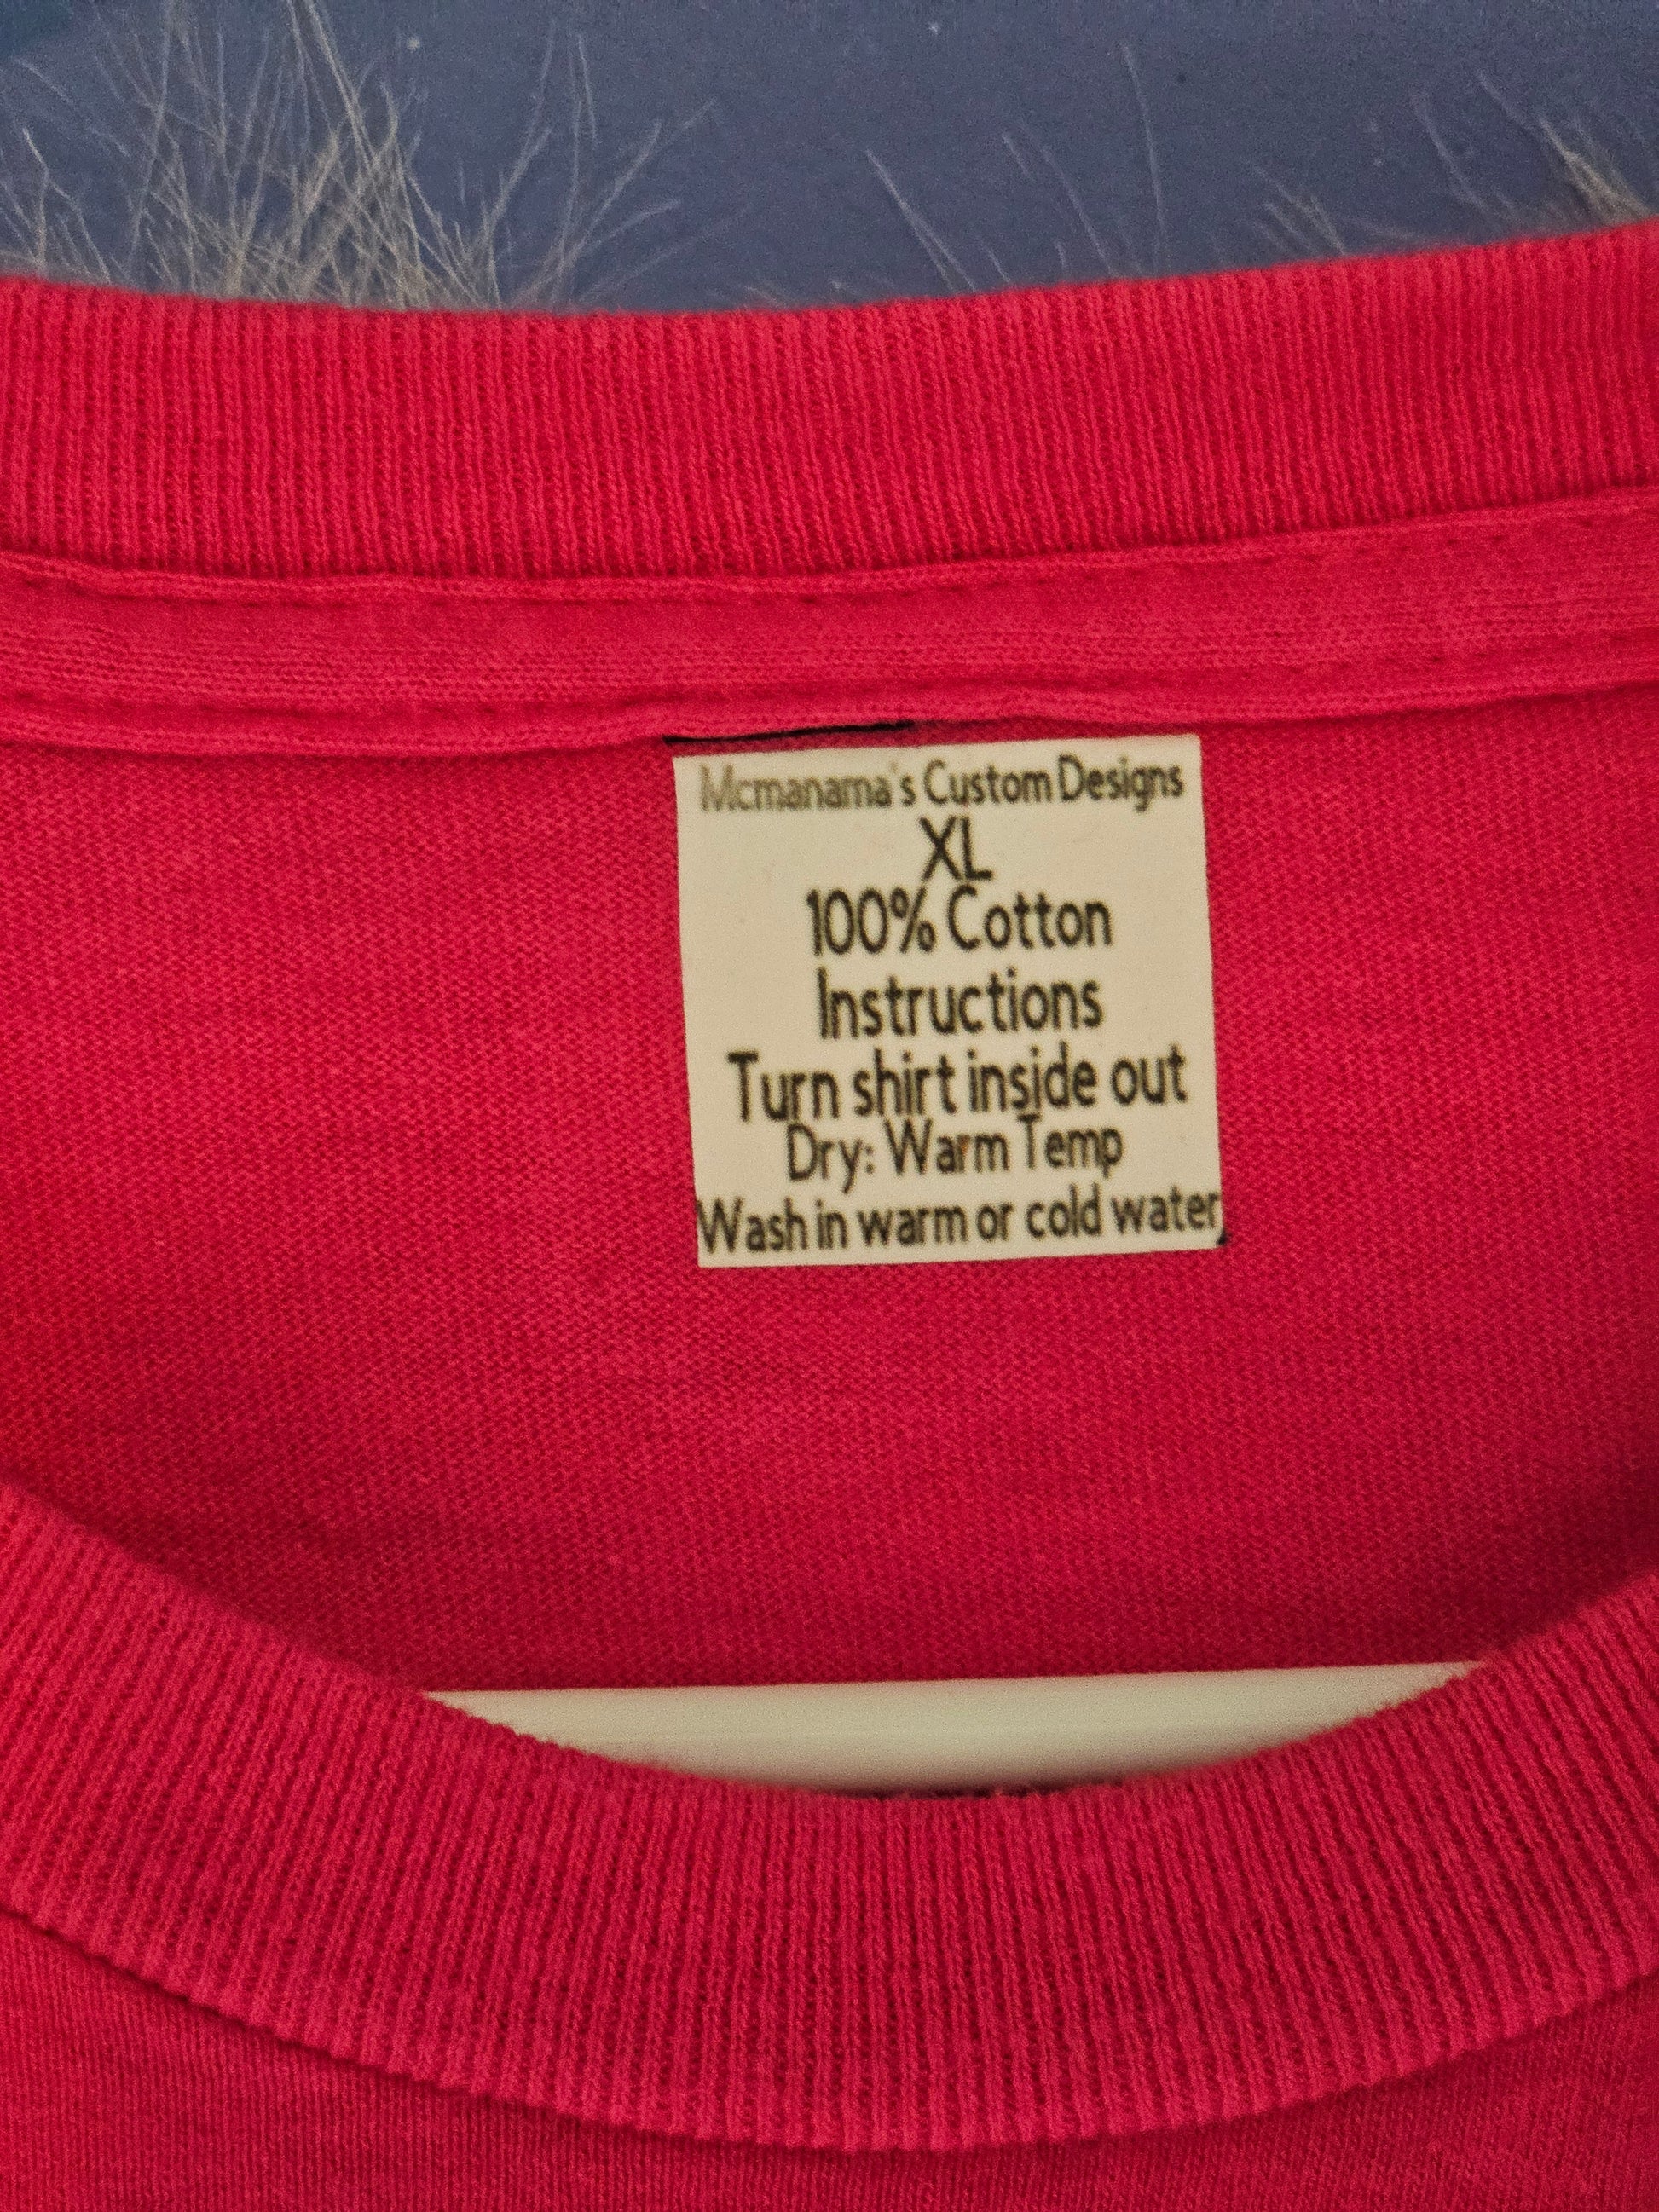 Mcmanama's Custom Designs
XL
100% Cotton
Instructions
Turn shirt inside out
Dry: Warm Temp
Wash in warm or cold water